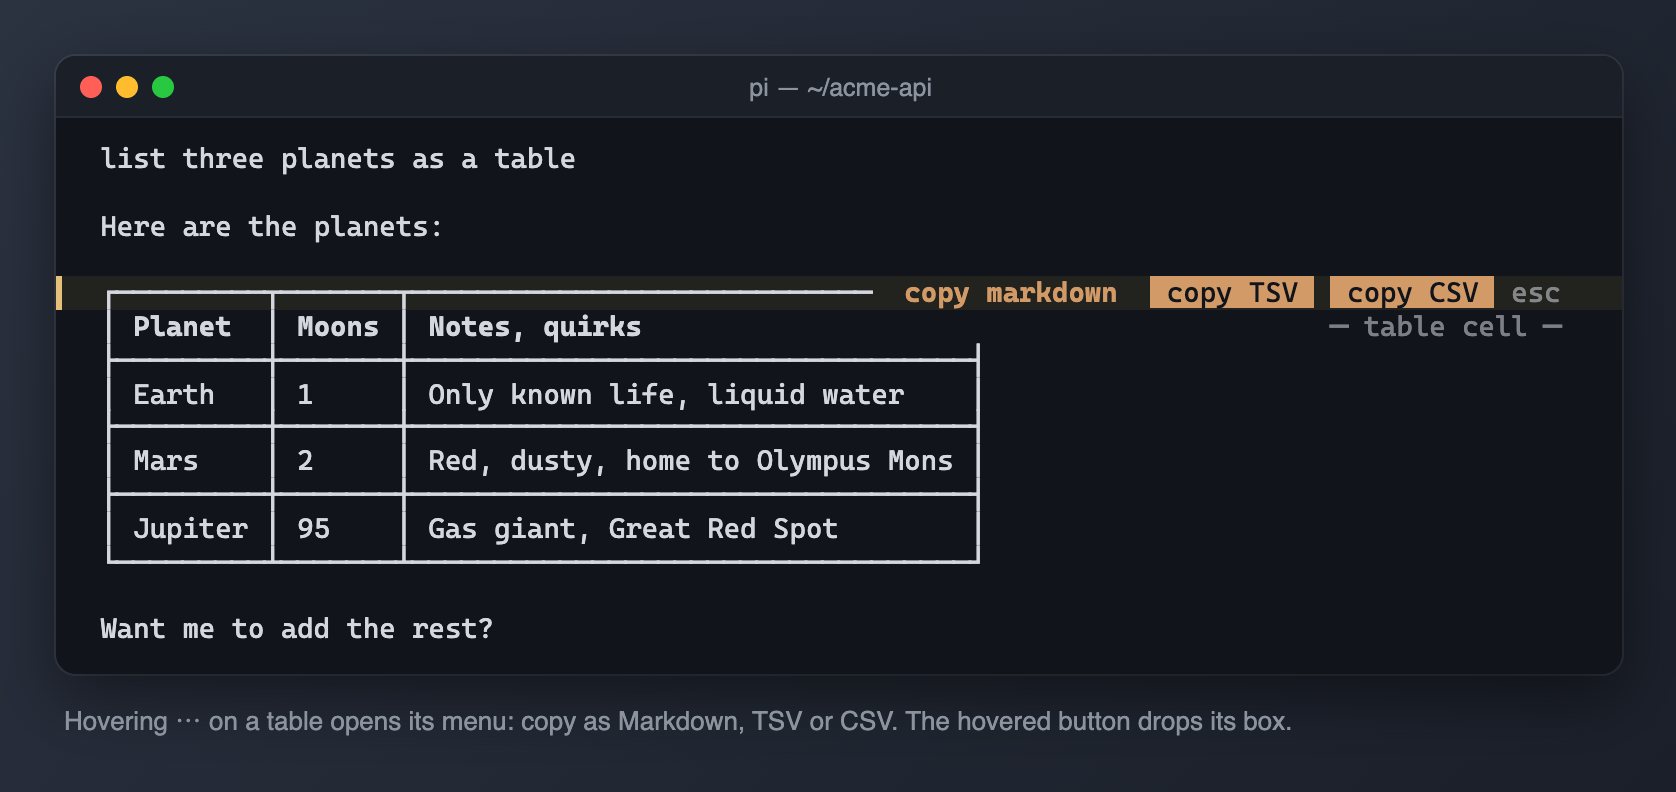 pi — ~/acme-api
list three planets as a table
Here are the planets:
copy markdown copy TSV copy CSV esc
Planet Moons Notes, quirks — table cell —
Earth 1 Only known life, liquid water
Mars 2 Red, dusty, home to Olympus Mons
Jupiter 95 Gas giant, Great Red Spot
Want me to add the rest?
Hovering ··· on a table opens its menu: copy as Markdown, TSV or CSV. The hovered button drops its box.